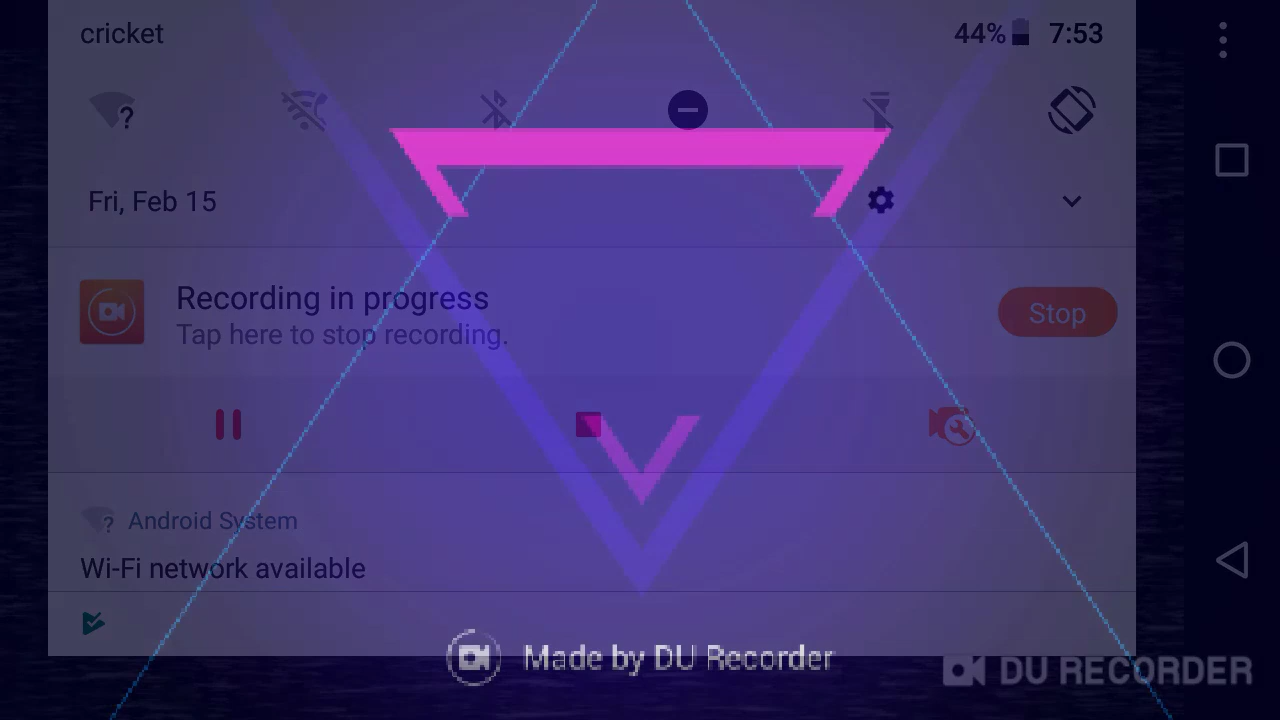 cricket 44% 7:53
?
Fri, Feb 15
Recording in progress
Tap here to stop recording.
Stop
? Android System
Wi-Fi network available
Made by DU Recorder
DU RECORDER